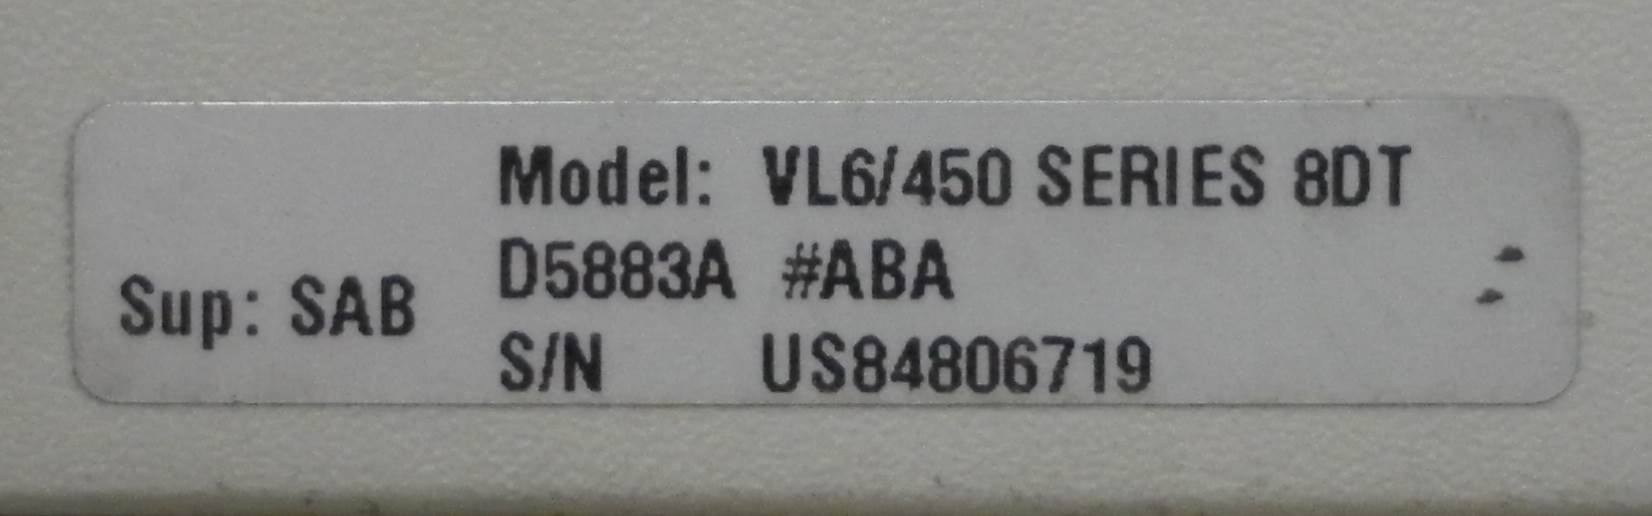 Model: VL6/450 SERIES 8DT
D5883A #ABA
Sup: SAB
S/N US84806719